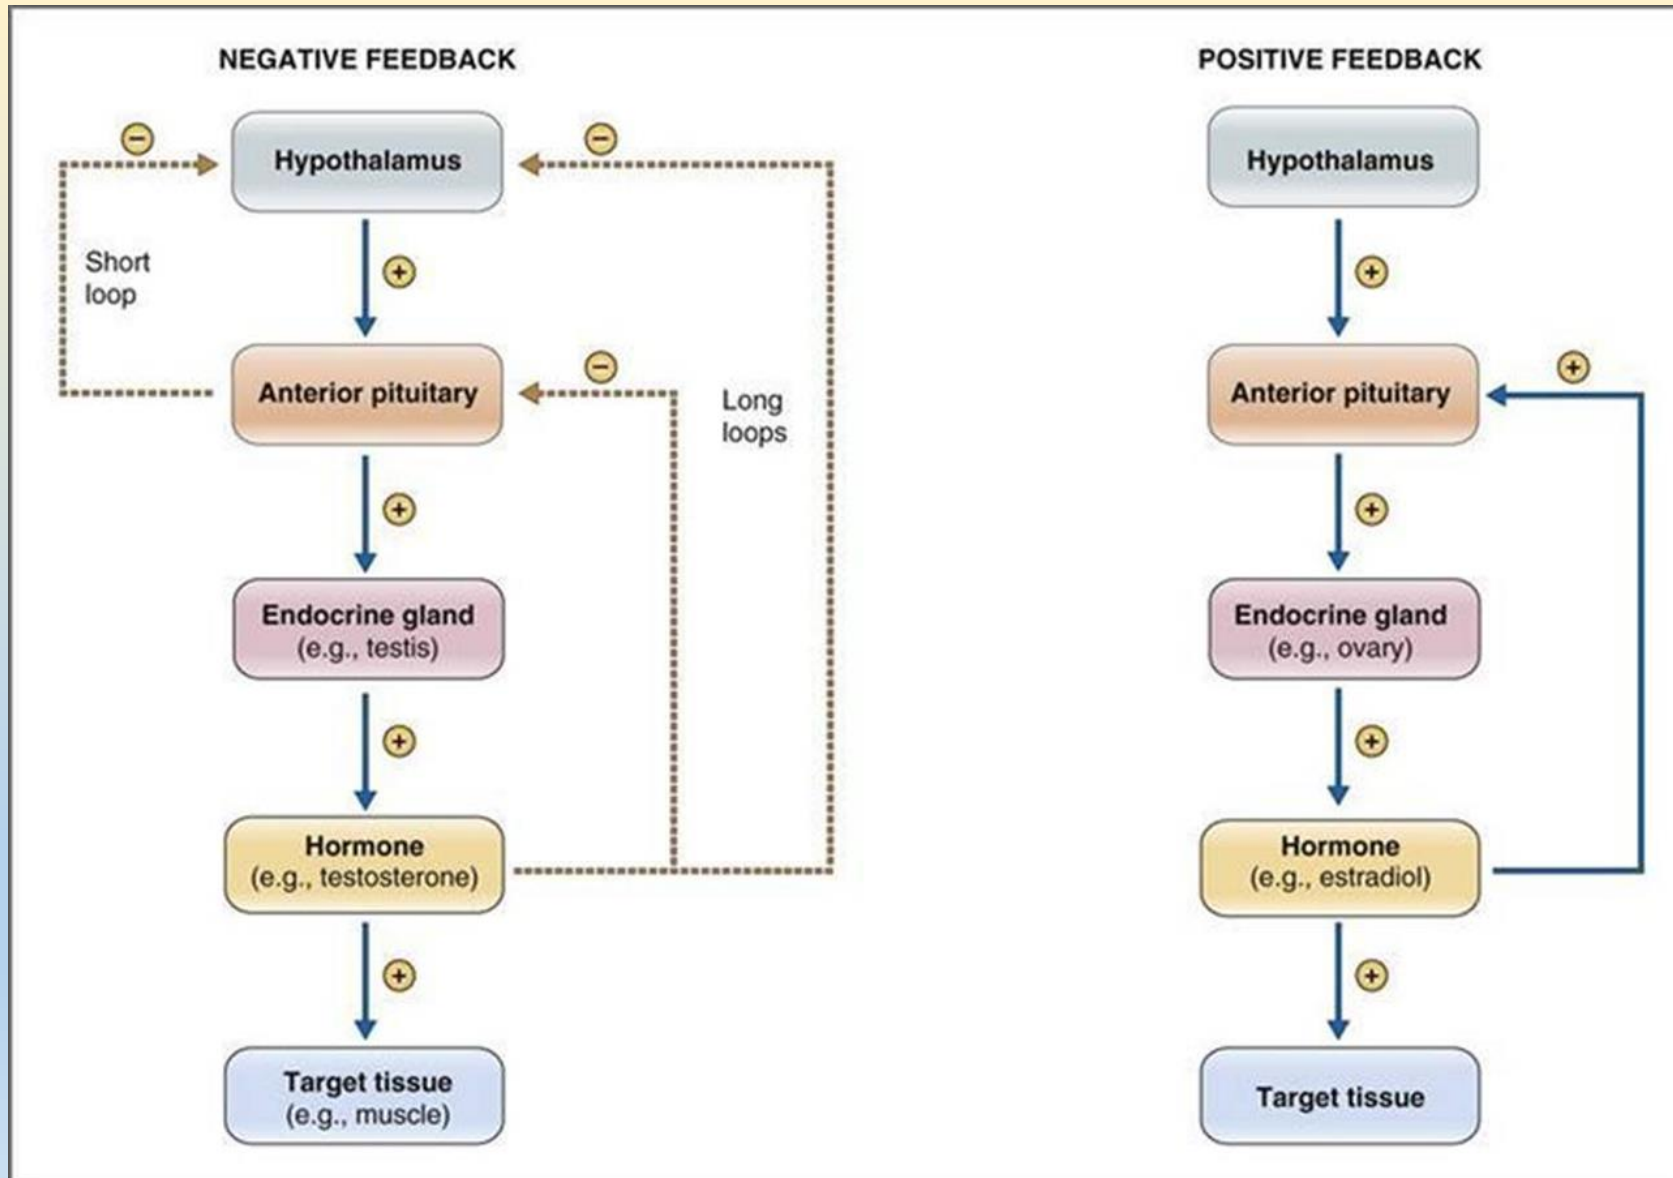 NEGATIVE FEEDBACK
−
−
Hypothalamus
Short
loop
+
−
Anterior pituitary
Long
loops
+
Endocrine gland
(e.g., testis)
+
Hormone
(e.g., testosterone)
+
Target tissue
(e.g., muscle)
POSITIVE FEEDBACK
Hypothalamus
+
+
Anterior pituitary
+
Endocrine gland
(e.g., ovary)
+
Hormone
(e.g., estradiol)
+
Target tissue